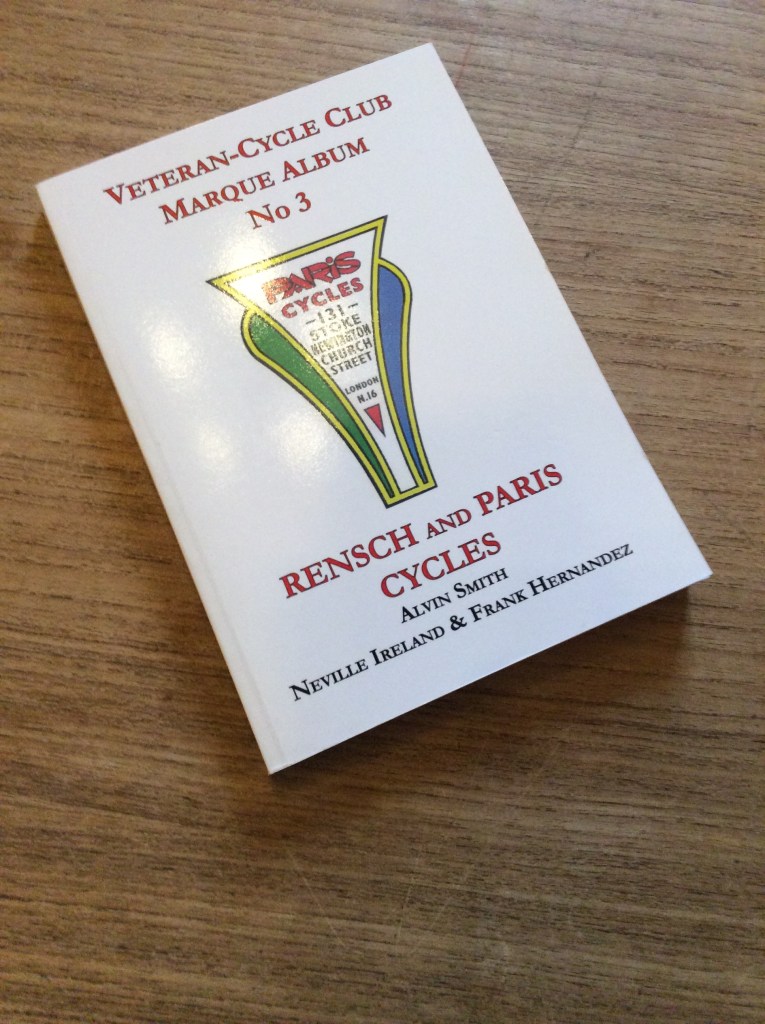 VETERAN-CYCLE CLUB
MARQUE ALBUM
No 3
PARIS
CYCLES
-131-
STOKE
NEWINGTON
CHURCH
STREET
LONDON
N.16
RENSCH AND PARIS
CYCLES
ALVIN SMITH
NEVILLE IRELAND & FRANK HERNANDEZ